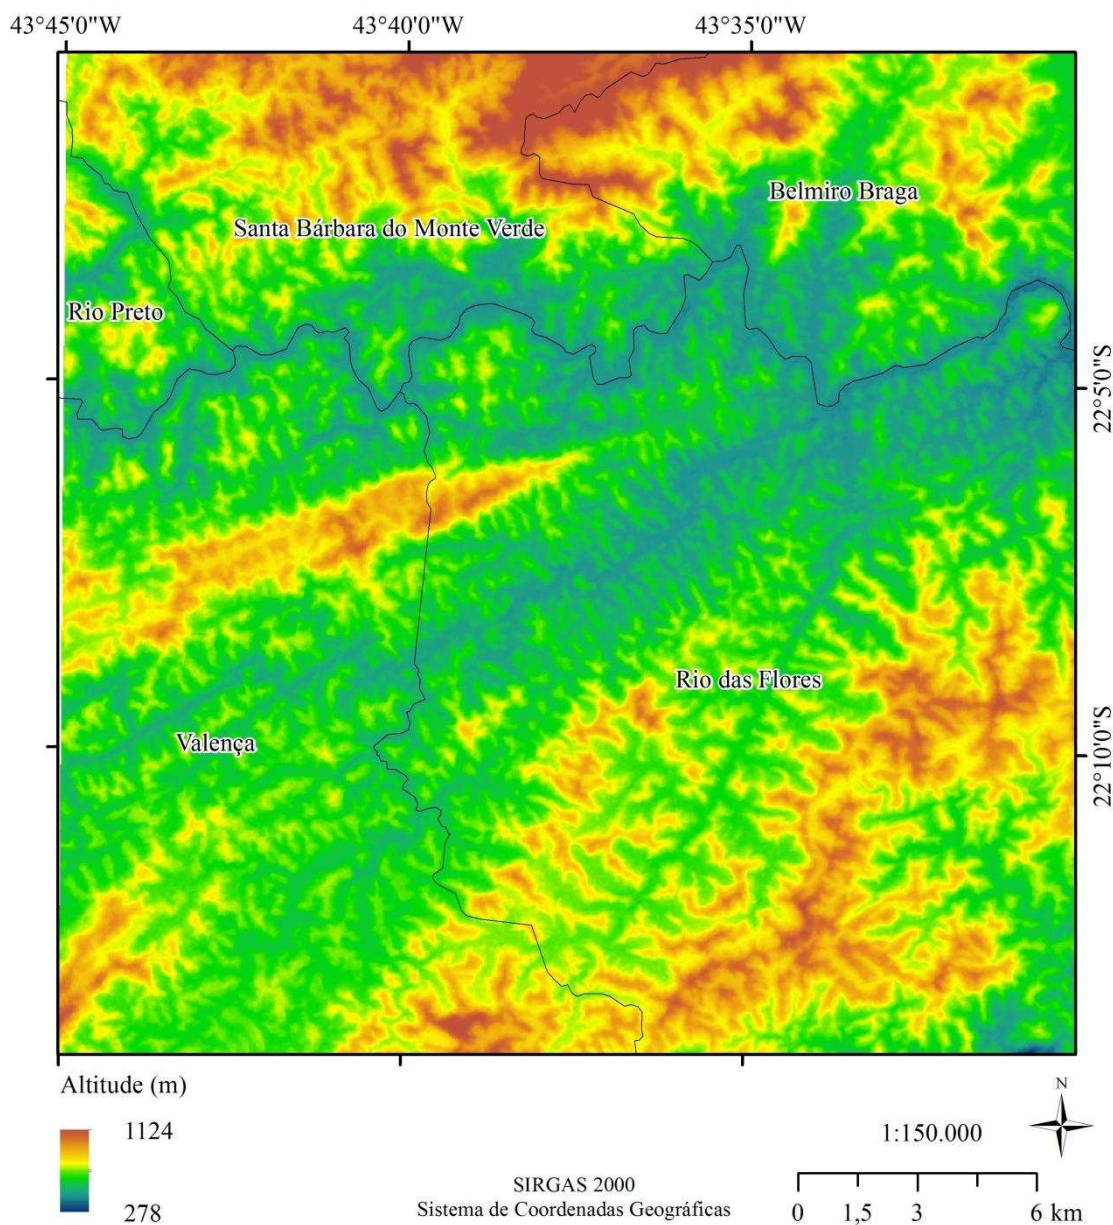 43°45'0"W 43°40'0"W 43°35'0"W
Belmiro Braga
Santa Bárbara do Monte Verde
Rio Preto
22°5'0"S
Rio das Flores
Valença
22°10'0"S
Altitude (m)
N
1124
1:150.000
278
SIRGAS 2000
Sistema de Coordenadas Geográficas
0 1,5 3 6 km